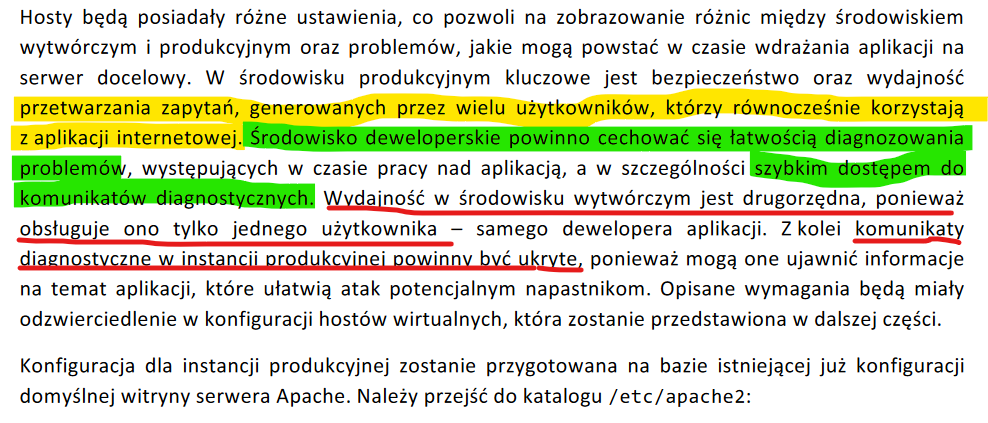 Hosty będą posiadały różne ustawienia, co pozwoli na zobrazowanie różnic między środowiskiem
wytwórczym i produkcyjnym oraz problemów, jakie mogą powstać w czasie wdrażania aplikacji na
serwer docelowy. W środowisku produkcyjnym kluczowe jest bezpieczeństwo oraz wydajność
przetwarzania zapytań, generowanych przez wielu użytkowników, którzy równocześnie korzystają
z aplikacji internetowej. Środowisko deweloperskie powinno cechować się łatwością diagnozowania
problemów, występujących w czasie pracy nad aplikacją, a w szczególności szybkim dostępem do
komunikatów diagnostycznych. Wydajność w środowisku wytwórczym jest drugorzędna, ponieważ
obsługuje ono tylko jednego użytkownika – samego dewelopera aplikacji. Z kolei komunikaty
diagnostyczne w instancji produkcyjnej powinny być ukryte, ponieważ mogą one ujawnić informacje
na temat aplikacji, które ułatwią atak potencjalnym napastnikom. Opisane wymagania będą miały
odzwierciedlenie w konfiguracji hostów wirtualnych, która zostanie przedstawiona w dalszej części.
Konfiguracja dla instancji produkcyjnej zostanie przygotowana na bazie istniejącej już konfiguracji
domyślnej witryny serwera Apache. Należy przejść do katalogu /etc/apache2: